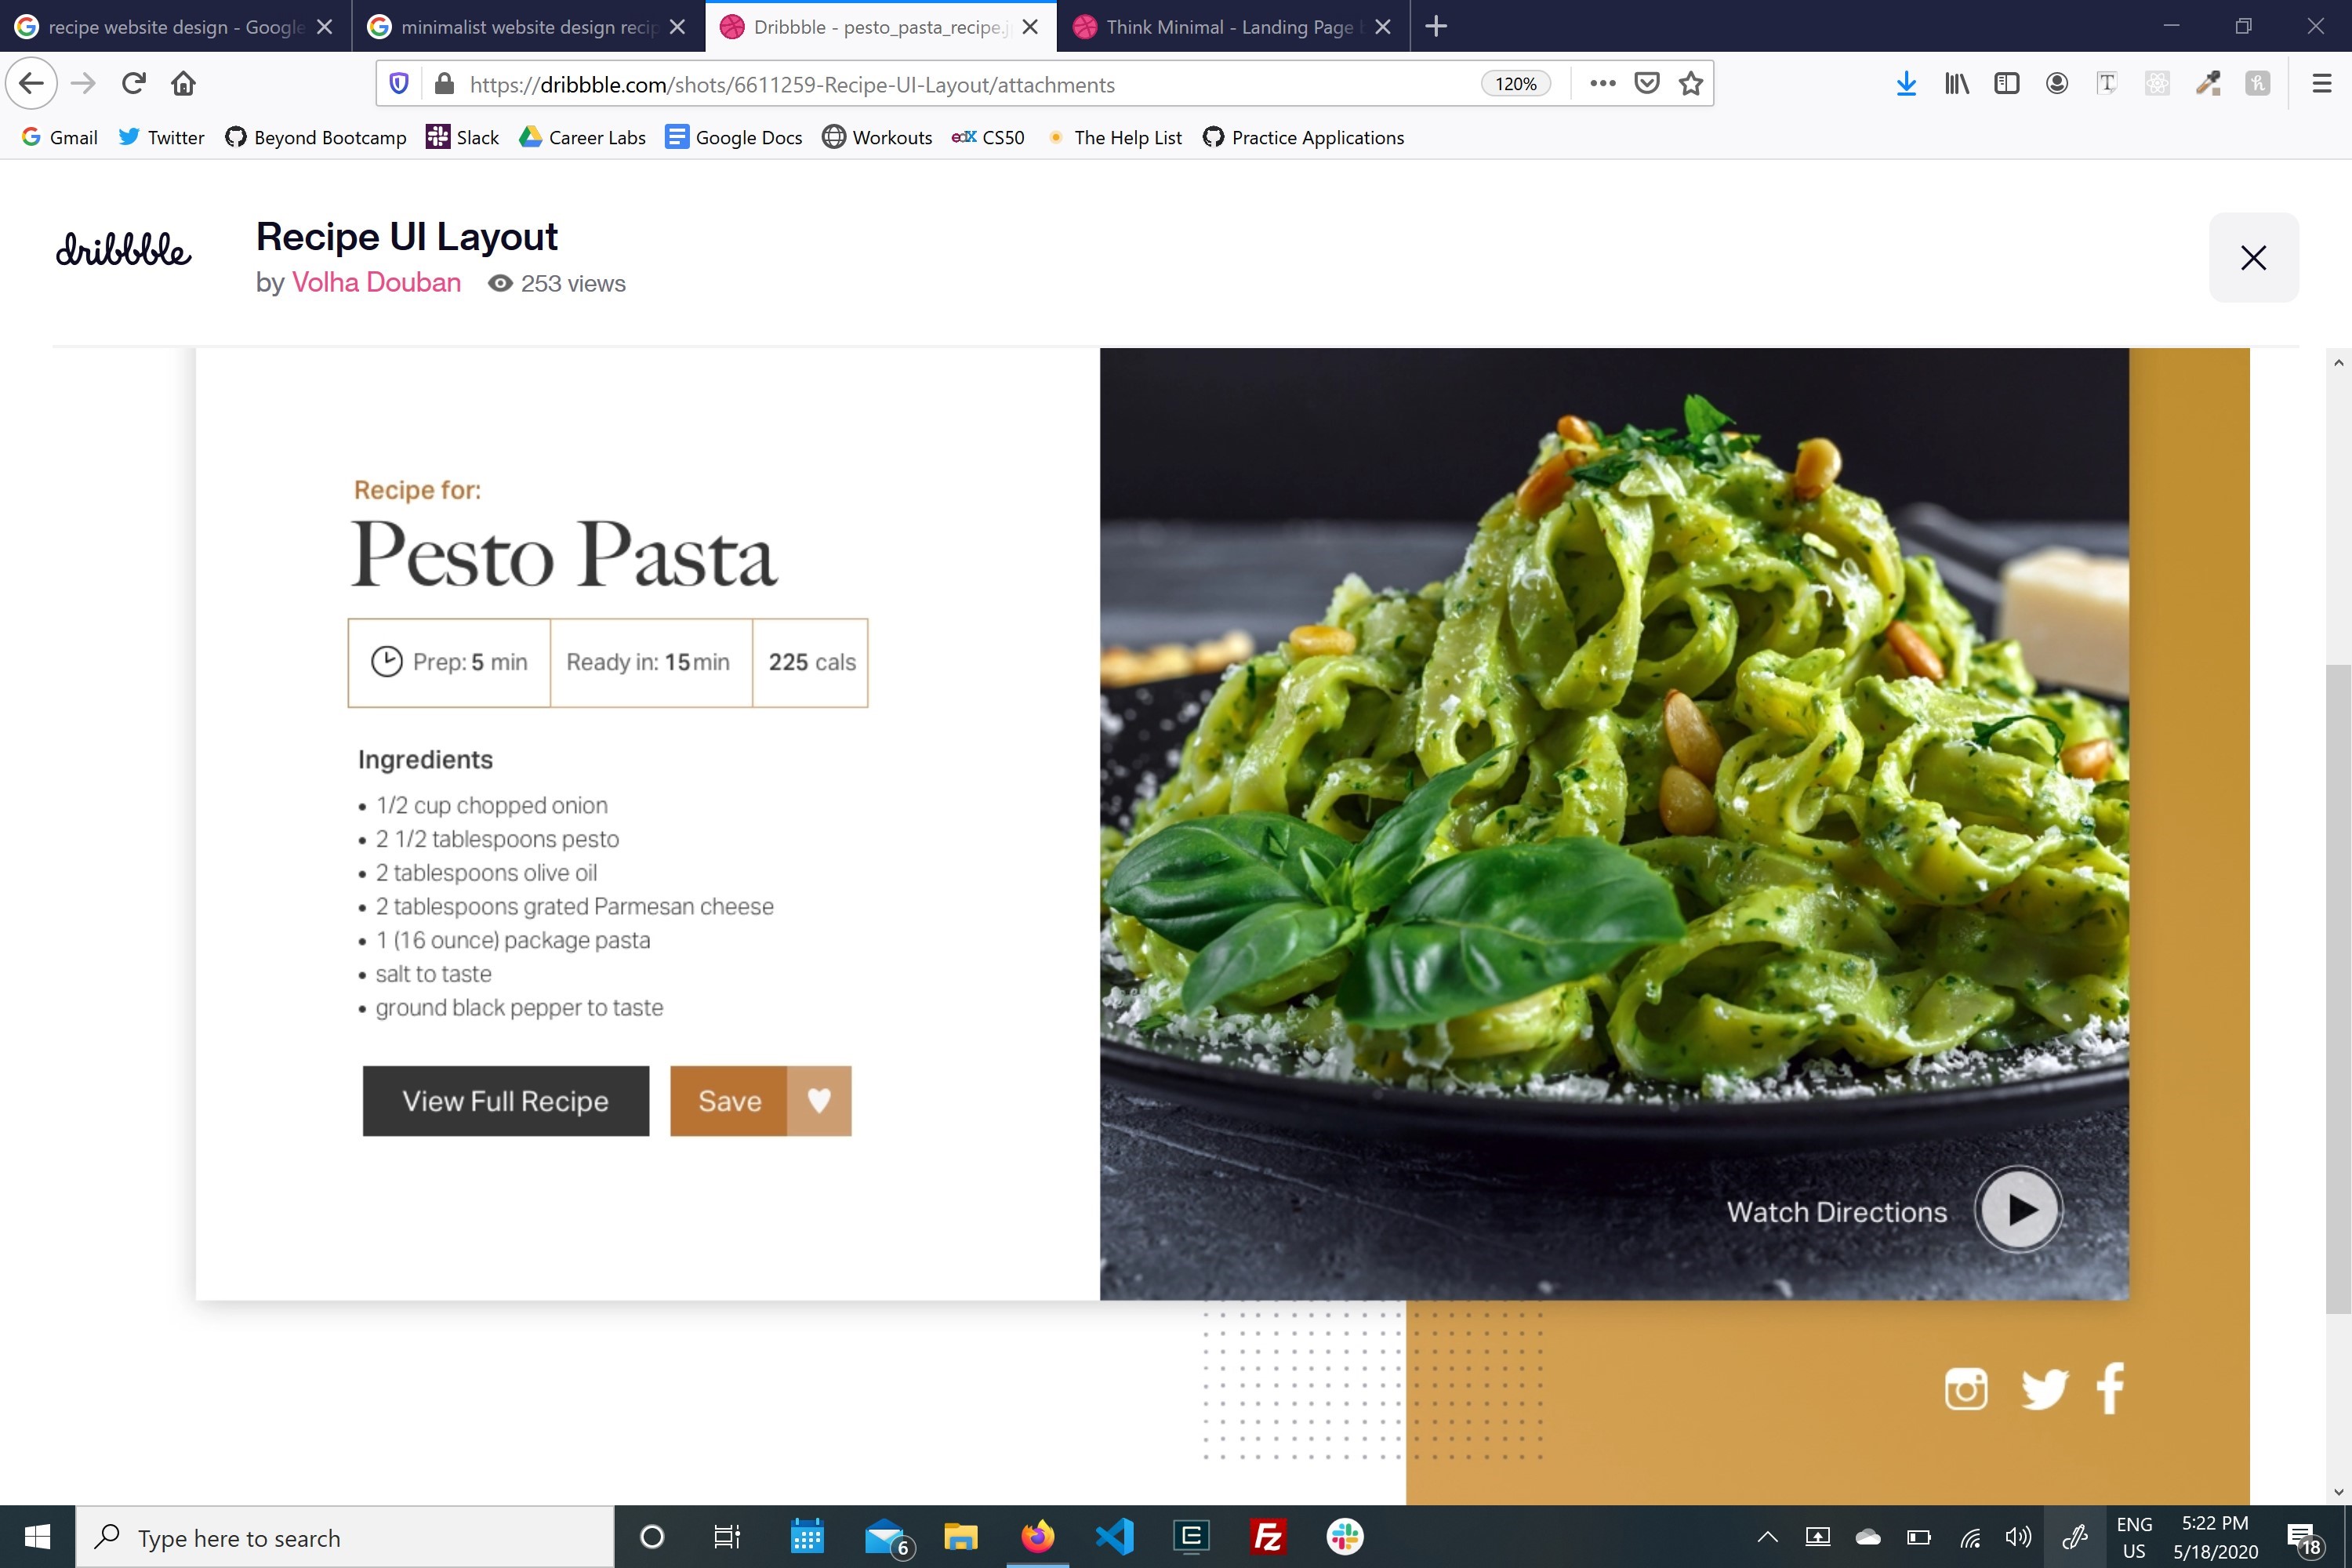 recipe website design - Google
minimalist website design recip
Dribbble - pesto_pasta_recipe.j
Think Minimal - Landing Page b
https://dribbble.com/shots/6611259-Recipe-UI-Layout/attachments
120%
Gmail
Twitter
Beyond Bootcamp
Slack
Career Labs
Google Docs
Workouts
edX CS50
The Help List
Practice Applications
dribbble
Recipe UI Layout
by Volha Douban
253 views
Recipe for:
Pesto Pasta
Prep: 5 min
Ready in: 15 min
225 cals
Ingredients
• 1/2 cup chopped onion
• 2 1/2 tablespoons pesto
• 2 tablespoons olive oil
• 2 tablespoons grated Parmesan cheese
• 1 (16 ounce) package pasta
• salt to taste
• ground black pepper to taste
View Full Recipe
Save
Watch Directions
Type here to search
6
ENG
US
5:22 PM
5/18/2020
18